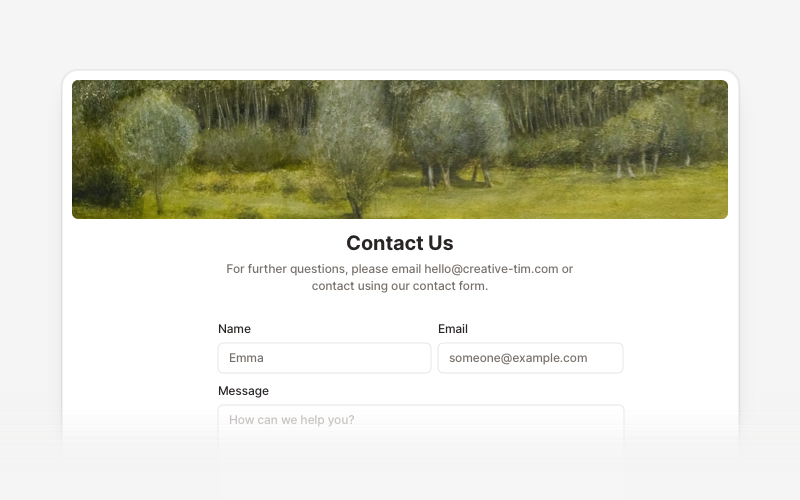 Contact Us
For further questions, please email hello@creative-tim.com or
contact using our contact form.
Name
Email
Emma
someone@example.com
Message
How can we help you?